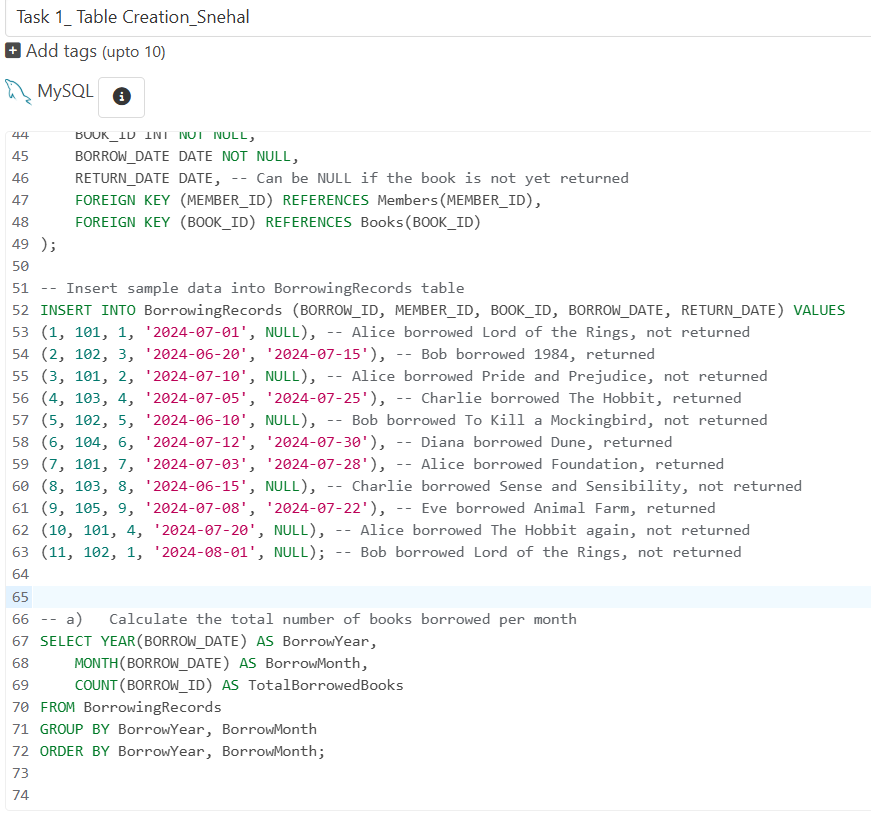 Task 1_ Table Creation_Snehal
Add tags (upto 10)
MySQL
44     BOOK_ID INT NOT NULL,
45     BORROW_DATE DATE NOT NULL,
46     RETURN_DATE DATE, -- Can be NULL if the book is not yet returned
47     FOREIGN KEY (MEMBER_ID) REFERENCES Members(MEMBER_ID),
48     FOREIGN KEY (BOOK_ID) REFERENCES Books(BOOK_ID)
49 );
50
51 -- Insert sample data into BorrowingRecords table
52 INSERT INTO BorrowingRecords (BORROW_ID, MEMBER_ID, BOOK_ID, BORROW_DATE, RETURN_DATE) VALUES
53 (1, 101, 1, '2024-07-01', NULL), -- Alice borrowed Lord of the Rings, not returned
54 (2, 102, 3, '2024-06-20', '2024-07-15'), -- Bob borrowed 1984, returned
55 (3, 101, 2, '2024-07-10', NULL), -- Alice borrowed Pride and Prejudice, not returned
56 (4, 103, 4, '2024-07-05', '2024-07-25'), -- Charlie borrowed The Hobbit, returned
57 (5, 102, 5, '2024-06-10', NULL), -- Bob borrowed To Kill a Mockingbird, not returned
58 (6, 104, 6, '2024-07-12', '2024-07-30'), -- Diana borrowed Dune, returned
59 (7, 101, 7, '2024-07-03', '2024-07-28'), -- Alice borrowed Foundation, returned
60 (8, 103, 8, '2024-06-15', NULL), -- Charlie borrowed Sense and Sensibility, not returned
61 (9, 105, 9, '2024-07-08', '2024-07-22'), -- Eve borrowed Animal Farm, returned
62 (10, 101, 4, '2024-07-20', NULL), -- Alice borrowed The Hobbit again, not returned
63 (11, 102, 1, '2024-08-01', NULL); -- Bob borrowed Lord of the Rings, not returned
64
65
66 -- a)   Calculate the total number of books borrowed per month
67 SELECT YEAR(BORROW_DATE) AS BorrowYear,
68     MONTH(BORROW_DATE) AS BorrowMonth,
69     COUNT(BORROW_ID) AS TotalBorrowedBooks
70 FROM BorrowingRecords
71 GROUP BY BorrowYear, BorrowMonth
72 ORDER BY BorrowYear, BorrowMonth;
73
74